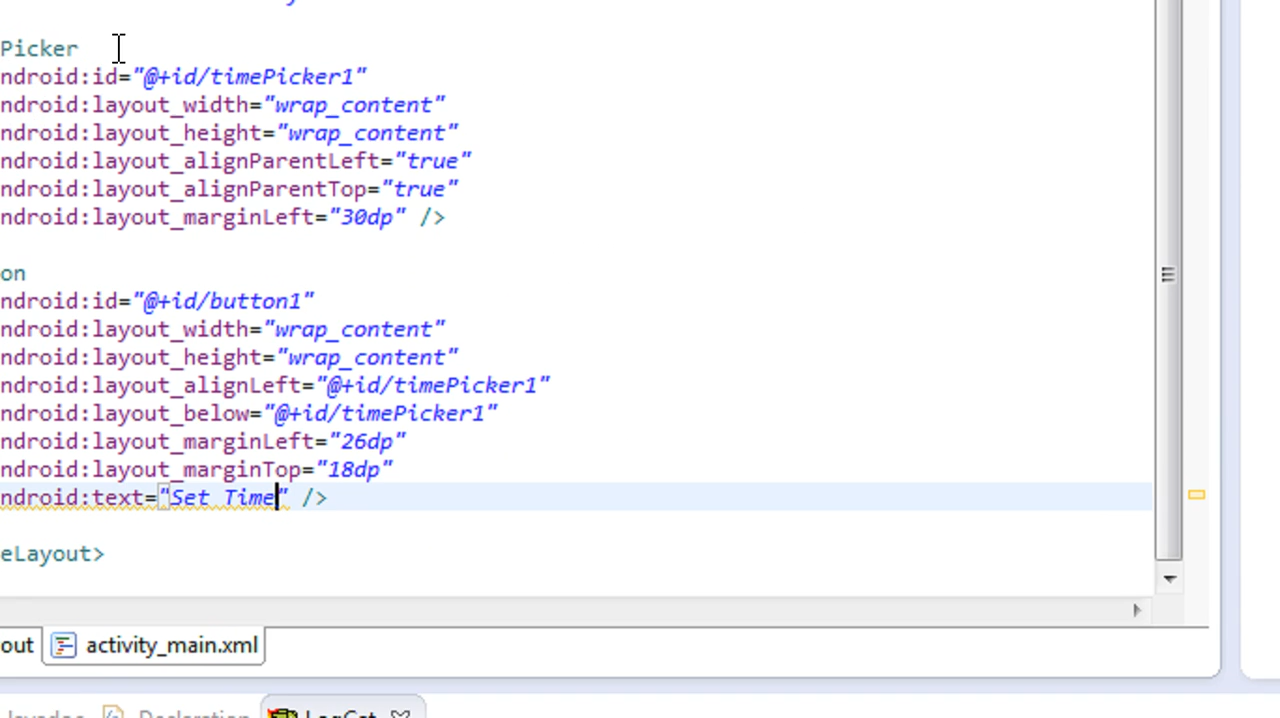 Picker
ndroid:id="@+id/timePicker1"
ndroid:layout_width="wrap_content"
ndroid:layout_height="wrap_content"
ndroid:layout_alignParentLeft="true"
ndroid:layout_alignParentTop="true"
ndroid:layout_marginLeft="30dp" />
on
ndroid:id="@+id/button1"
ndroid:layout_width="wrap_content"
ndroid:layout_height="wrap_content"
ndroid:layout_alignLeft="@+id/timePicker1"
ndroid:layout_below="@+id/timePicker1"
ndroid:layout_marginLeft="26dp"
ndroid:layout_marginTop="18dp"
ndroid:text="Set Time" />
eLayout>
out activity_main.xml
Declaration LogCat